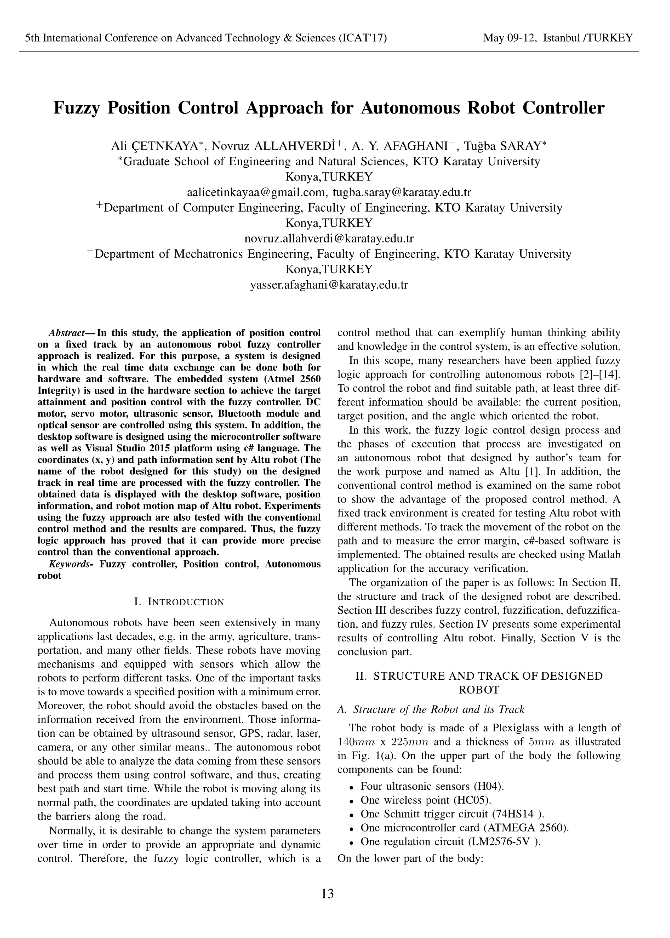 5th International Conference on Advanced Technology & Sciences (ICAT'17) May 09-12, Istanbul /TURKEY
Fuzzy Position Control Approach for Autonomous Robot Controller
Ali ÇETNKAYA*, Novruz ALLAHVERDİ+, A. Y. AFAGHANI−, Tuğba SARAY*
*Graduate School of Engineering and Natural Sciences, KTO Karatay University
Konya,TURKEY
aalicetinkayaa@gmail.com, tugba.saray@karatay.edu.tr
+Department of Computer Engineering, Faculty of Engineering, KTO Karatay University
Konya,TURKEY
novruz.allahverdi@karatay.edu.tr
−Department of Mechatronics Engineering, Faculty of Engineering, KTO Karatay University
Konya,TURKEY
yasser.afaghani@karatay.edu.tr
Abstract— In this study, the application of position control
on a fixed track by an autonomous robot fuzzy controller
approach is realized. For this purpose, a system is designed
in which the real time data exchange can be done both for
hardware and software. The embedded system (Atmel 2560
Integrity) is used in the hardware section to achieve the target
attainment and position control with the fuzzy controller. DC
motor, servo motor, ultrasonic sensor, Bluetooth module and
optical sensor are controlled using this system. In addition, the
desktop software is designed using the microcontroller software
as well as Visual Studio 2015 platform using c# language. The
coordinates (x, y) and path information sent by Altu robot (The
name of the robot designed for this study) on the designed
track in real time are processed with the fuzzy controller. The
obtained data is displayed with the desktop software, position
information, and robot motion map of Altu robot. Experiments
using the fuzzy approach are also tested with the conventional
control method and the results are compared. Thus, the fuzzy
logic approach has proved that it can provide more precise
control than the conventional approach.
Keywords- Fuzzy controller, Position control, Autonomous
robot
I. INTRODUCTION
Autonomous robots have been seen extensively in many
applications last decades, e.g. in the army, agriculture, trans-
portation, and many other fields. These robots have moving
mechanisms and equipped with sensors which allow the
robots to perform different tasks. One of the important tasks
is to move towards a specified position with a minimum error.
Moreover, the robot should avoid the obstacles based on the
information received from the environment. Those informa-
tion can be obtained by ultrasound sensor, GPS, radar, laser,
camera, or any other similar means.. The autonomous robot
should be able to analyze the data coming from these sensors
and process them using control software, and thus, creating
best path and start time. While the robot is moving along its
normal path, the coordinates are updated taking into account
the barriers along the road.
Normally, it is desirable to change the system parameters
over time in order to provide an appropriate and dynamic
control. Therefore, the fuzzy logic controller, which is a
control method that can exemplify human thinking ability
and knowledge in the control system, is an effective solution.
In this scope, many researchers have been applied fuzzy
logic approach for controlling autonomous robots [2]–[14].
To control the robot and find suitable path, at least three dif-
ferent information should be available: the current position,
target position, and the angle which oriented the robot.
In this work, the fuzzy logic control design process and
the phases of execution that process are investigated on
an autonomous robot that designed by author's team for
the work purpose and named as Altu [1]. In addition, the
conventional control method is examined on the same robot
to show the advantage of the proposed control method. A
fixed track environment is created for testing Altu robot with
different methods. To track the movement of the robot on the
path and to measure the error margin, c#-based software is
implemented. The obtained results are checked using Matlab
application for the accuracy verification.
The organization of the paper is as follows: In Section II,
the structure and track of the designed robot are described.
Section III describes fuzzy control, fuzzification, defuzzifica-
tion, and fuzzy rules. Section IV presents some experimental
results of controlling Altu robot. Finally, Section V is the
conclusion part.
II. STRUCTURE AND TRACK OF DESIGNED
ROBOT
A. Structure of the Robot and its Track
The robot body is made of a Plexiglass with a length of
140mm x 225mm and a thickness of 5mm as illustrated
in Fig. 1(a). On the upper part of the body the following
components can be found:
• Four ultrasonic sensors (H04).
• One wireless point (HC05).
• One Schmitt trigger circuit (74HS14 ).
• One microcontroller card (ATMEGA 2560).
• One regulation circuit (LM2576-5V ).
On the lower part of the body:
13